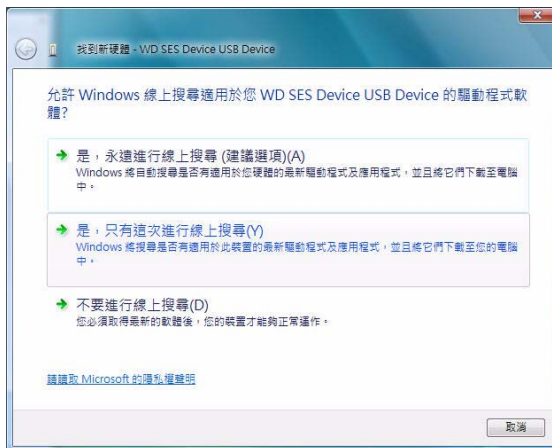 找到新硬體 - WD SES Device USB Device
允許 Windows 線上搜尋適用於您 WD SES Device USB Device 的驅動程式軟
體?
是，永遠進行線上搜尋 (建議選項)(A)
Windows 將自動搜尋是否有適用於您硬體的最新驅動程式及應用程式，並且將它們下載至電腦
中。
是，只有這次進行線上搜尋(Y)
Windows 將搜尋是否有適用於此裝置的最新驅動程式及應用程式，並且將它們下載至您的電腦
中。
不要進行線上搜尋(D)
您必須取得最新的軟體後，您的裝置才能夠正常運作。
請讀取 Microsoft 的隱私權聲明
取消